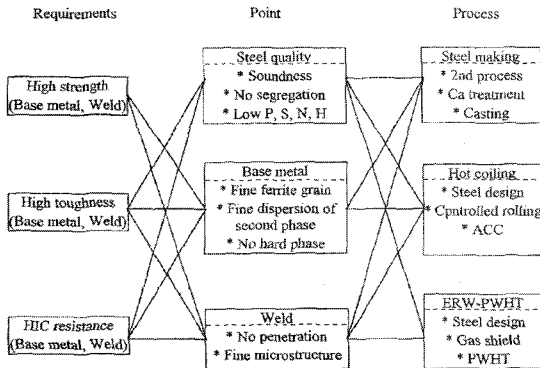 Requirements Point Process
High strength
(Base metal, Weld)
High toughness
(Base metal, Weld)
HIC resistance
(Base metal, Weld)
Steel quality
* Soundness
* No segregation
* Low P, S, N, H
Base metal
* Fine ferrite grain
* Fine dispersion of
second phase
* No hard phase
Weld
* No penetration
* Fine microstructure
Steel making
* 2nd process
* Ca treatment
* Casting
Hot coiling
* Steel design
* Cpntrolled rolling
* ACC
ERW-PWHT
* Steel design
* Gas shield
* PWHT